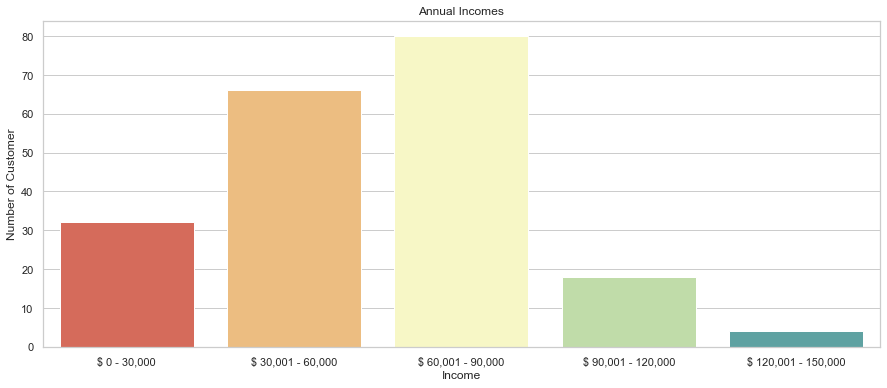 Annual Incomes
Number of Customer
80
70
60
50
40
30
20
10
0
$ 0 - 30,000
$ 30,001 - 60,000
$ 60,001 - 90,000
$ 90,001 - 120,000
$ 120,001 - 150,000
Income